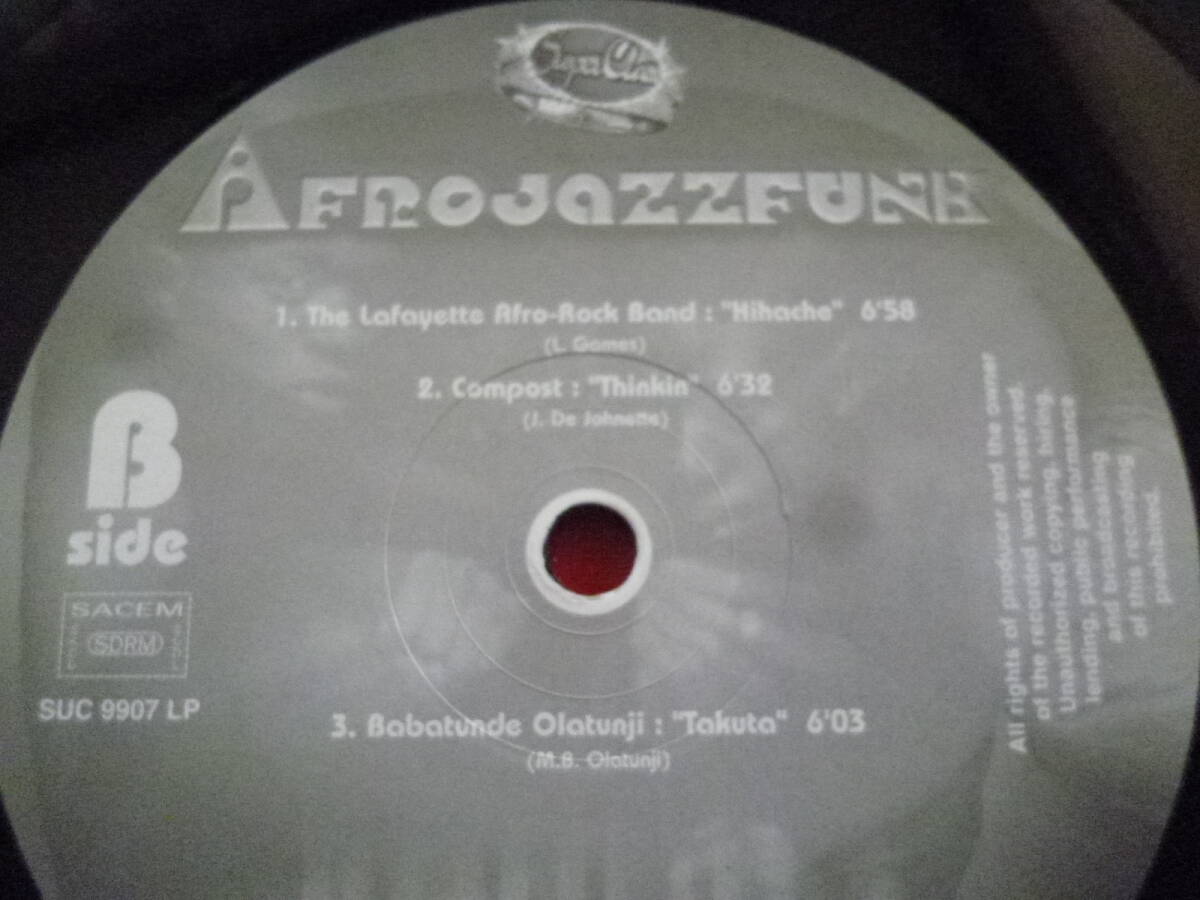 AFROJAZZFUNK
1. The Lafayette Afro-Rock Band : "Hihache" 6'58
(L. Gomes)
2. Compost : "Thinkin" 6'32
(J. De Johnette)
B
side
SACEM
SDRM
SUC 9907 LP
3. Babatunde Olatunji : "Takuta" 6'03
(M.B. Olatunji)
All rights of producer and the owner
of the recorded work reserved.
Unauthorized copying, hiring,
lending, public performance
and broadcasting
of this recording
prohibited.